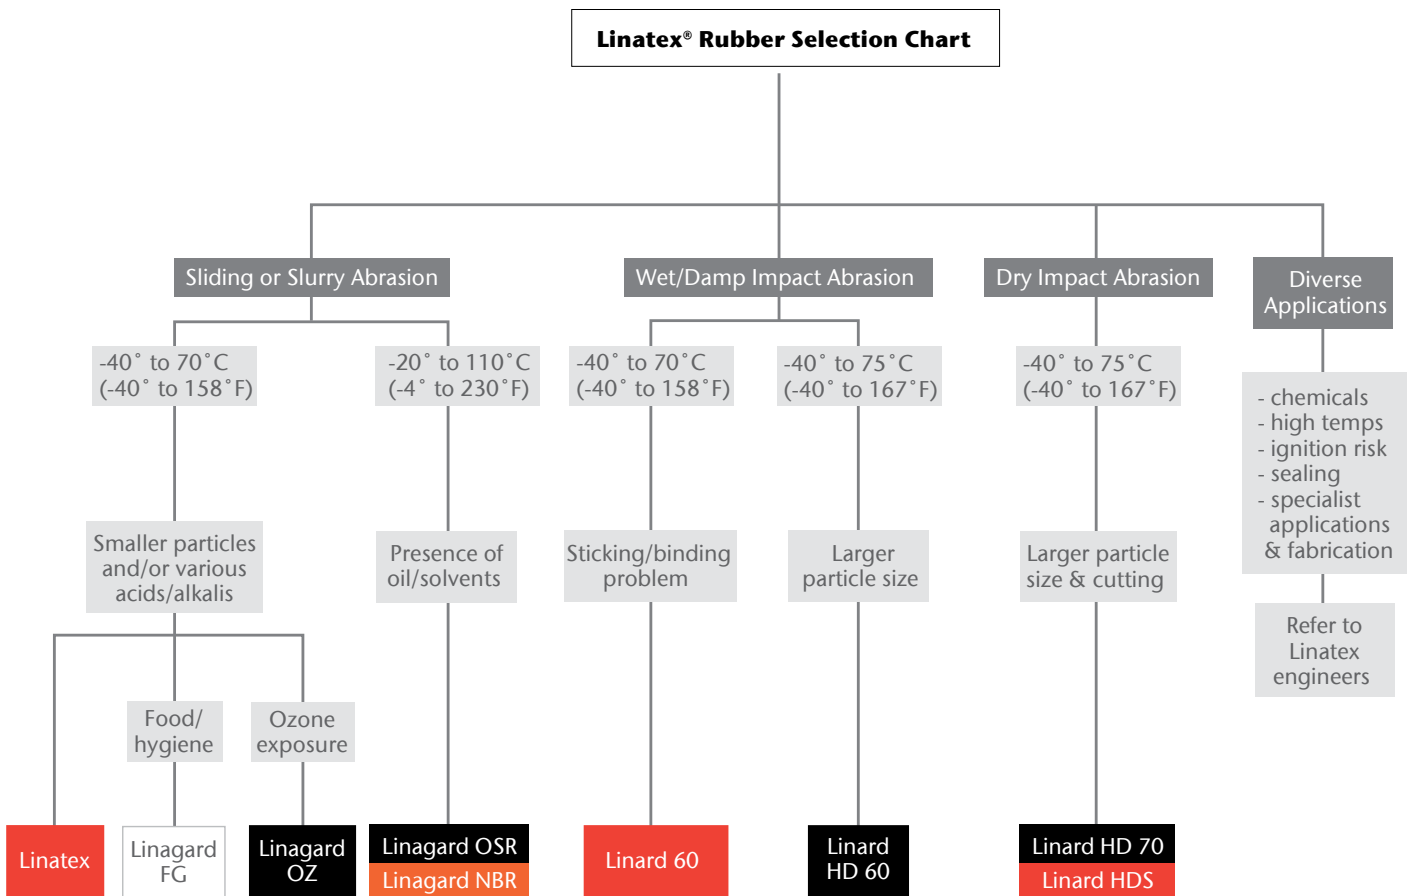 Linatex® Rubber Selection Chart
Sliding or Slurry Abrasion
Wet/Damp Impact Abrasion
Dry Impact Abrasion
Diverse
Applications
-40˚ to 70˚C
(-40˚ to 158˚F)
-20˚ to 110˚C
(-4˚ to 230˚F)
-40˚ to 70˚C
(-40˚ to 158˚F)
-40˚ to 75˚C
(-40˚ to 167˚F)
-40˚ to 75˚C
(-40˚ to 167˚F)
- chemicals
- high temps
- ignition risk
- sealing
- specialist
applications
& fabrication
Smaller particles
and/or various
acids/alkalis
Presence of
oil/solvents
Sticking/binding
problem
Larger
particle size
Larger particle
size & cutting
Refer to
Linatex
engineers
Food/
hygiene
Ozone
exposure
Linatex
Linagard
FG
Linagard
OZ
Linagard OSR
Linagard NBR
Linard 60
Linard
HD 60
Linard HD 70
Linard HDS